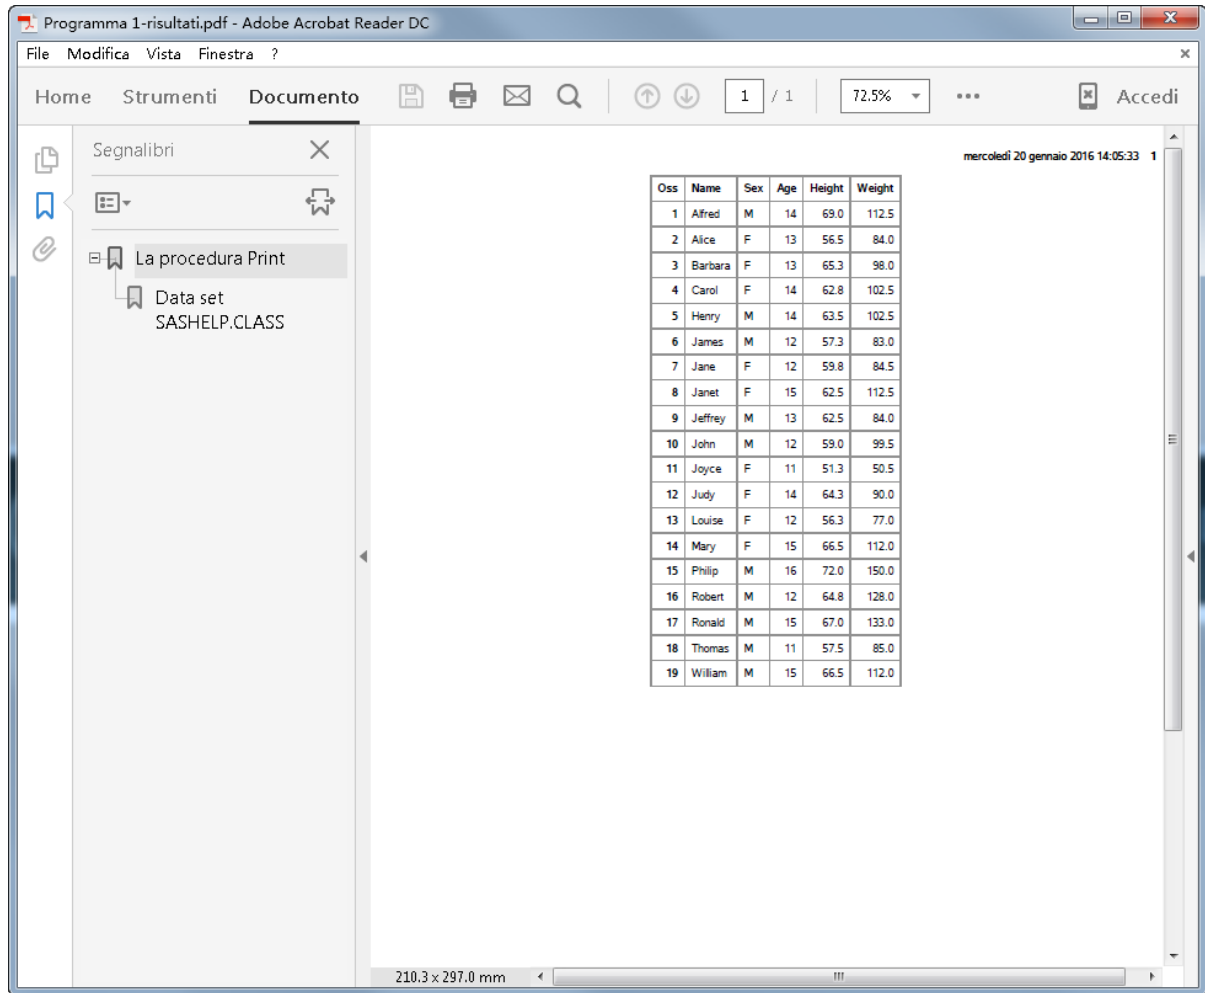 Programma 1-risultati.pdf - Adobe Acrobat Reader DC
File Modifica Vista Finestra ?
Home Strumenti Documento 1 / 1 72.5% Accedi
Segnalibri
La procedura Print
Data set
SASHELP.CLASS
mercoledì 20 gennaio 2016 14:05:33 1
Oss Name Sex Age Height Weight
1 Alfred M 14 69.0 112.5
2 Alice F 13 56.5 84.0
3 Barbara F 13 65.3 98.0
4 Carol F 14 62.8 102.5
5 Henry M 14 63.5 102.5
6 James M 12 57.3 83.0
7 Jane F 12 59.8 84.5
8 Janet F 15 62.5 112.5
9 Jeffrey M 13 62.5 84.0
10 John M 12 59.0 99.5
11 Joyce F 11 51.3 50.5
12 Judy F 14 64.3 90.0
13 Louise F 12 56.3 77.0
14 Mary F 15 66.5 112.0
15 Philip M 16 72.0 150.0
16 Robert M 12 64.8 128.0
17 Ronald M 15 67.0 133.0
18 Thomas M 11 57.5 85.0
19 William M 15 66.5 112.0
210.3 x 297.0 mm